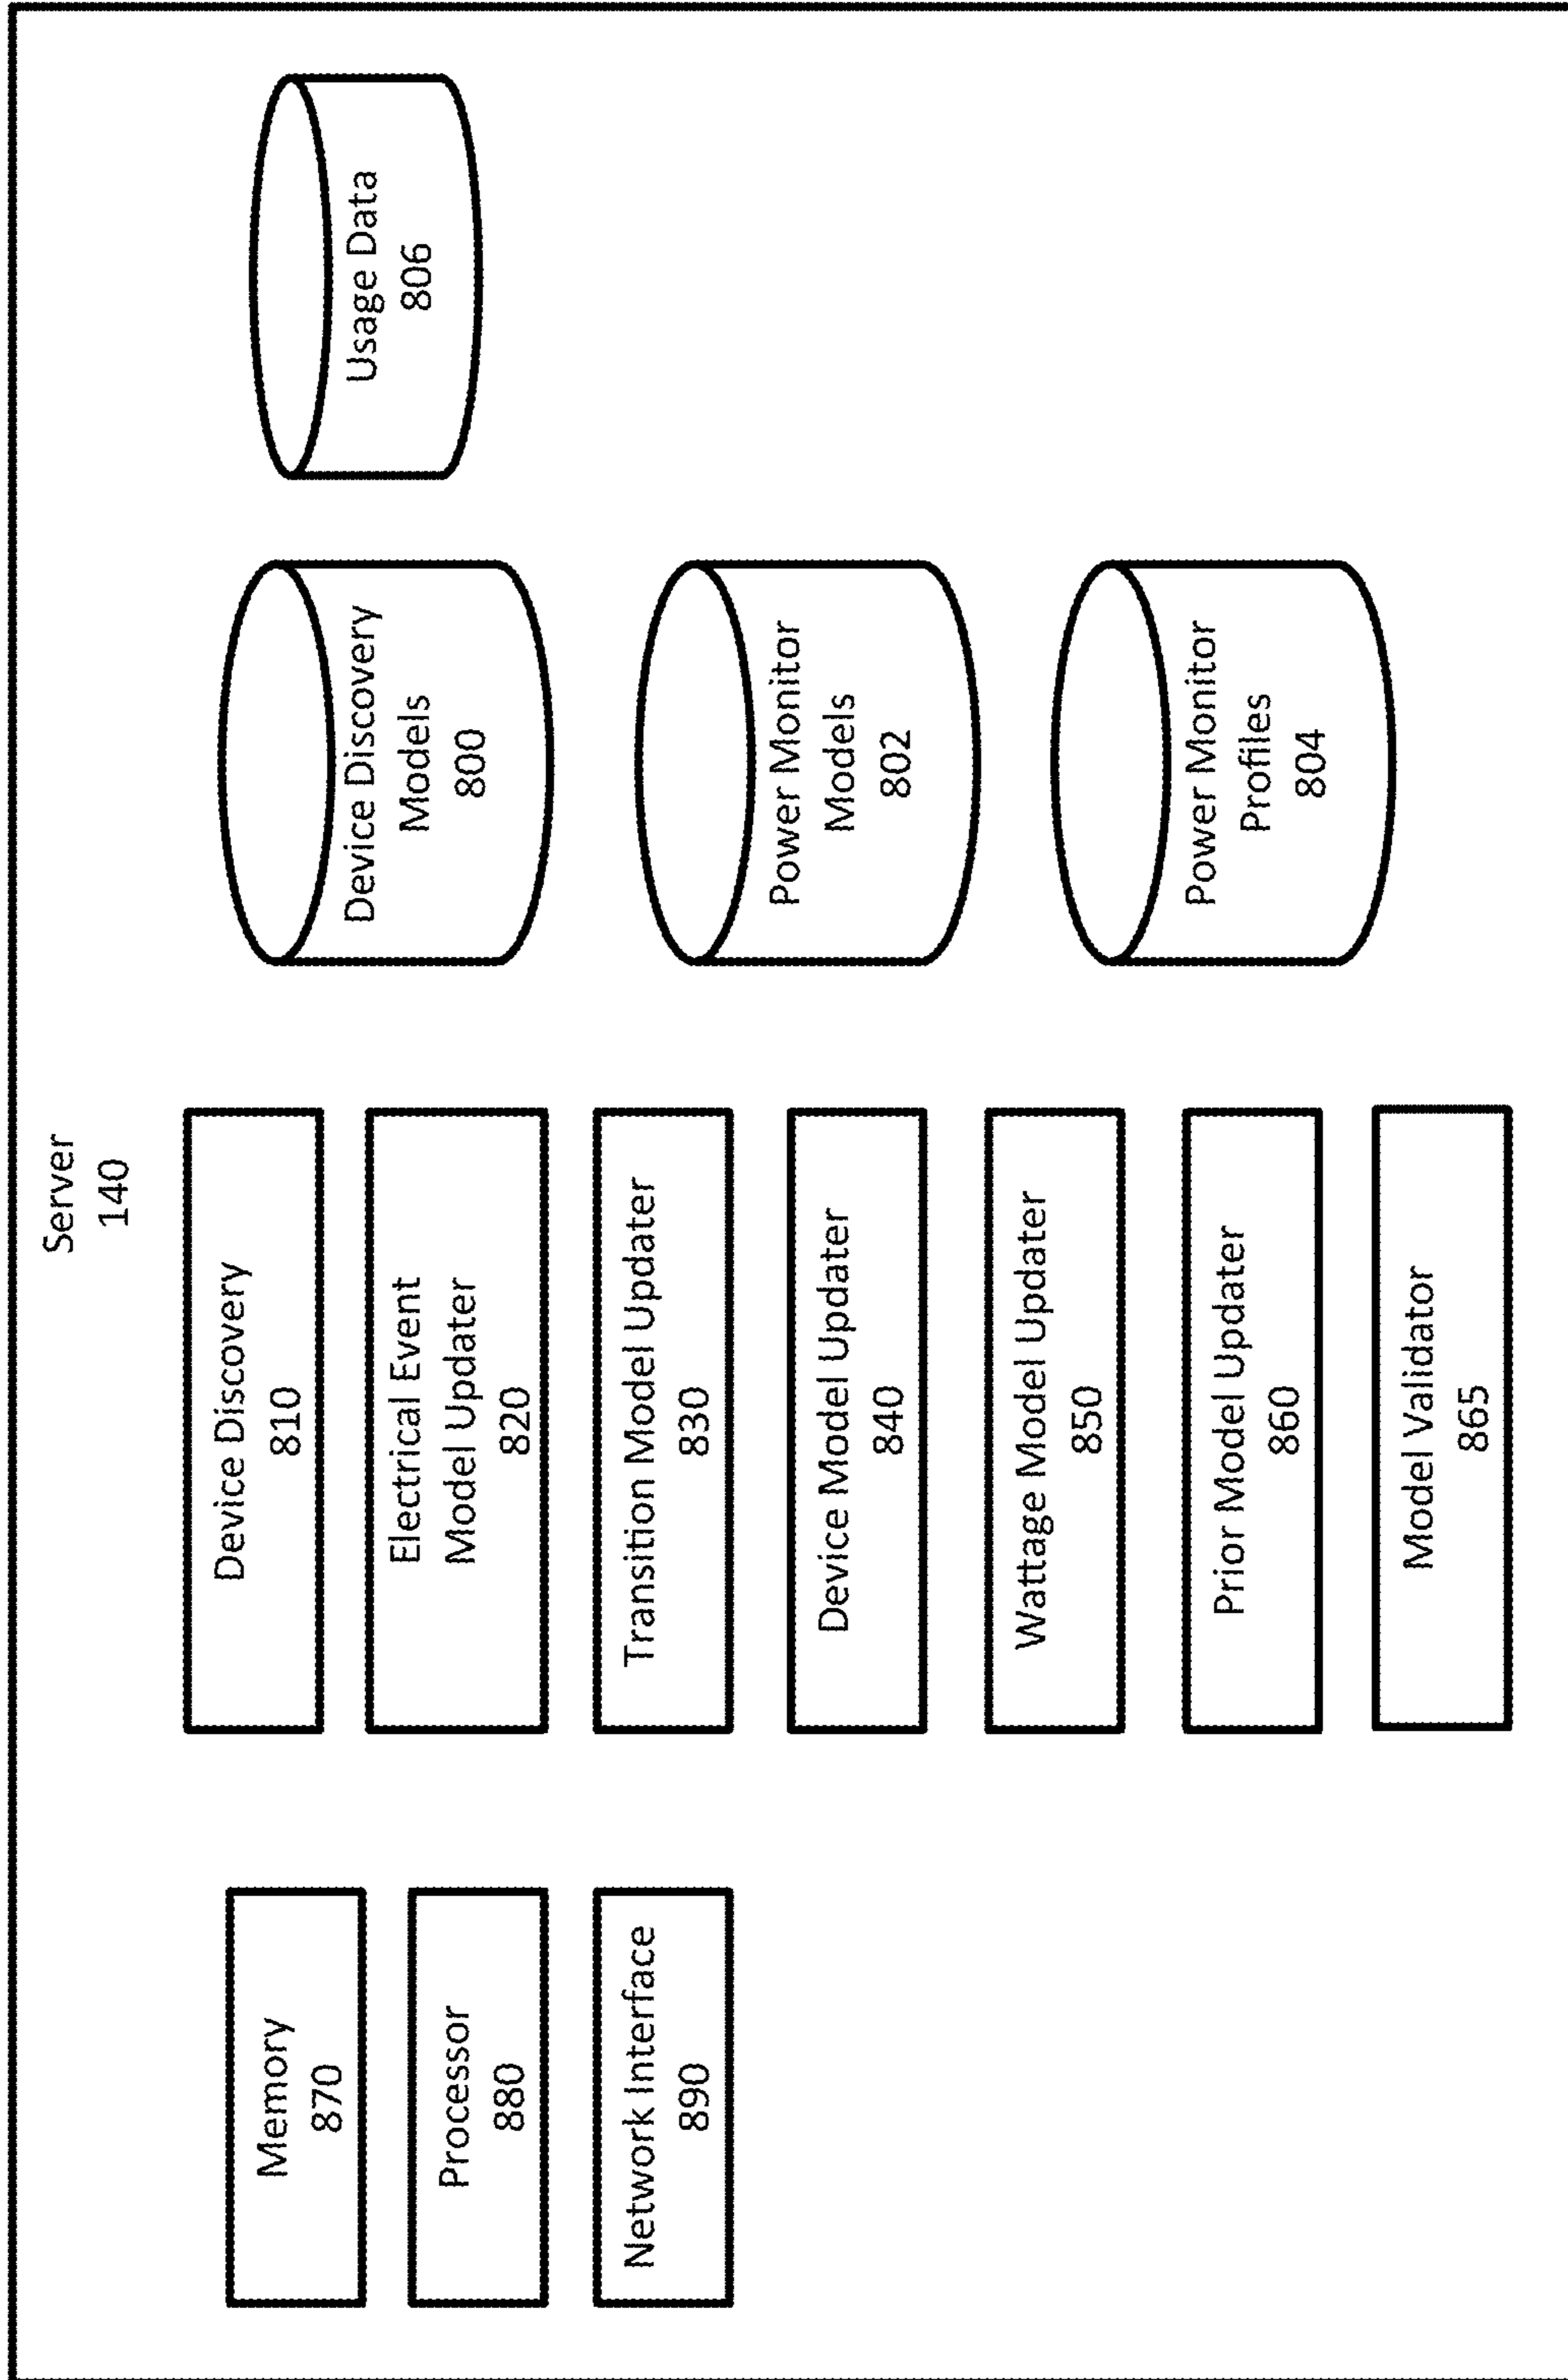 Server
140
Memory
870
Processor
880
Network Interface
890
Device Discovery
810
Electrical Event
Model Updater
820
Transition Model Updater
830
Device Model Updater
840
Wattage Model Updater
850
Prior Model Updater
860
Model Validator
865
Device Discovery
Models
800
Power Monitor
Models
802
Power Monitor
Profiles
804
Usage Data
806